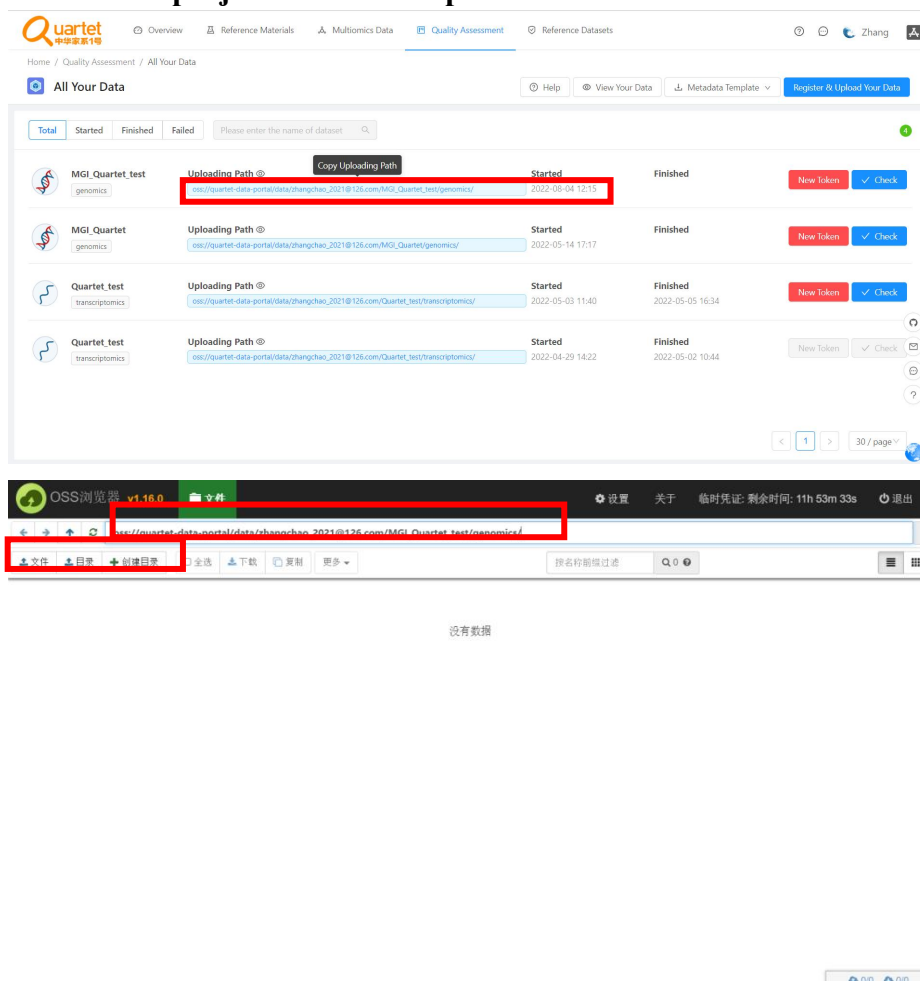 Quartet
中华家系1号
Overview
Reference Materials
Multiomics Data
Quality Assessment
Reference Datasets
Zhang
Home / Quality Assessment / All Your Data
All Your Data
Help
View Your Data
Metadata Template
Register & Upload Your Data
Total
Started
Finished
Failed
Please enter the name of dataset
4
Copy Uploading Path
MGI_Quartet_test
genomics
Uploading Path
oss://quartet-data-portal/data/zhangchao_2021@126.com/MGI_Quartet_test/genomics/
Started
2022-08-04 12:15
Finished
New Token
Check
MGI_Quartet
genomics
Uploading Path
oss://quartet-data-portal/data/zhangchao_2021@126.com/MGI_Quartet/genomics/
Started
2022-05-14 17:17
Finished
New Token
Check
Quartet_test
transcriptomics
Uploading Path
oss://quartet-data-portal/data/zhangchao_2021@126.com/Quartet_test/transcriptomics/
Started
2022-05-03 11:40
Finished
2022-05-05 16:34
New Token
Check
Quartet_test
transcriptomics
Uploading Path
oss://quartet-data-portal/data/zhangchao_2021@126.com/Quartet_test/transcriptomics/
Started
2022-04-29 14:22
Finished
2022-05-02 10:44
New Token
Check
1
30 / page
OSS浏览器 v1.16.0
文件
设置
关于
临时凭证: 剩余时间: 11h 53m 33s
退出
oss://quartet-data-portal/data/zhangchao_2021@126.com/MGI_Quartet_test/genomics/
文件
目录
创建目录
全选
下载
复制
更多
按名称前缀过滤
0
没有数据